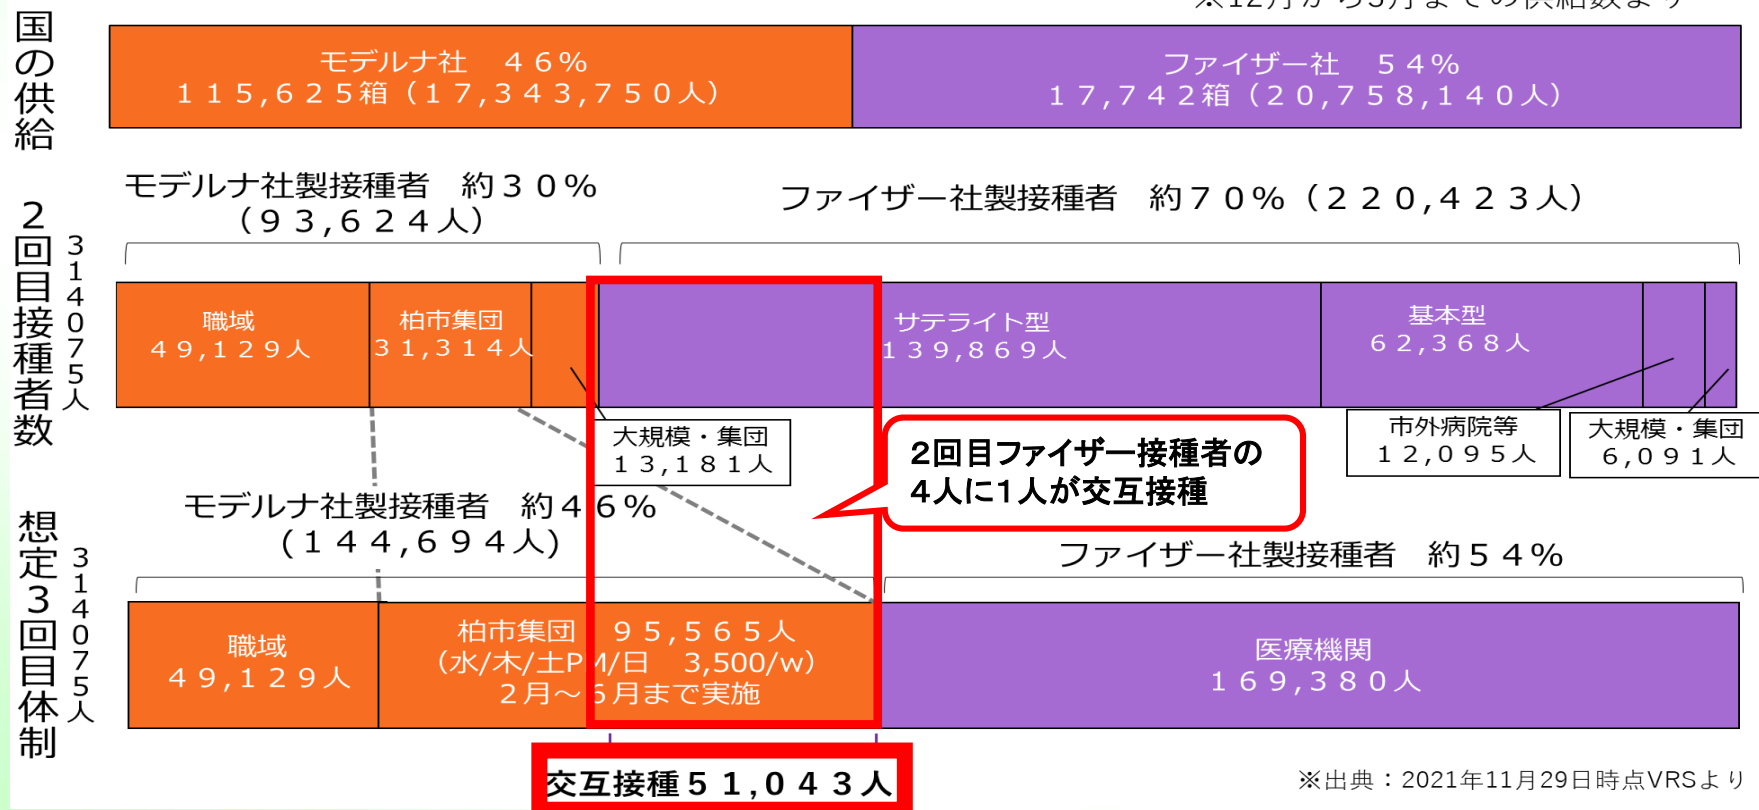 ※12月から3月までの供給数より
国の供給
モデルナ社　４６％
１１５,６２５箱（１７,３４３,７５０人）
ファイザー社　５４％
１７,７４２箱（２０,７５８,１４０人）
２回目接種者数
３１４０７５人
モデルナ社製接種者　約３０％
（９３,６２４人）
ファイザー社製接種者　約７０％（２２０,４２３人）
職域
４９,１２９人
柏市集団
３１,３１４人
サテライト型
１３９,８６９人
基本型
６２,３６８人
大規模・集団
１３,１８１人
市外病院等
１２,０９５人
大規模・集団
６,０９１人
2回目ファイザー接種者の
4人に1人が交互接種
想定３回目体制
３１４０７５人
モデルナ社製接種者　約４６％
(１４４,６９４人)
ファイザー社製接種者　約５４％
職域
４９,１２９人
柏市集団　９５,５６５人
（水/木/土PM/日　3,500/w）
２月～６月まで実施
医療機関
１６９,３８０人
交互接種５１,０４３人
※出典：2021年11月29日時点VRSより